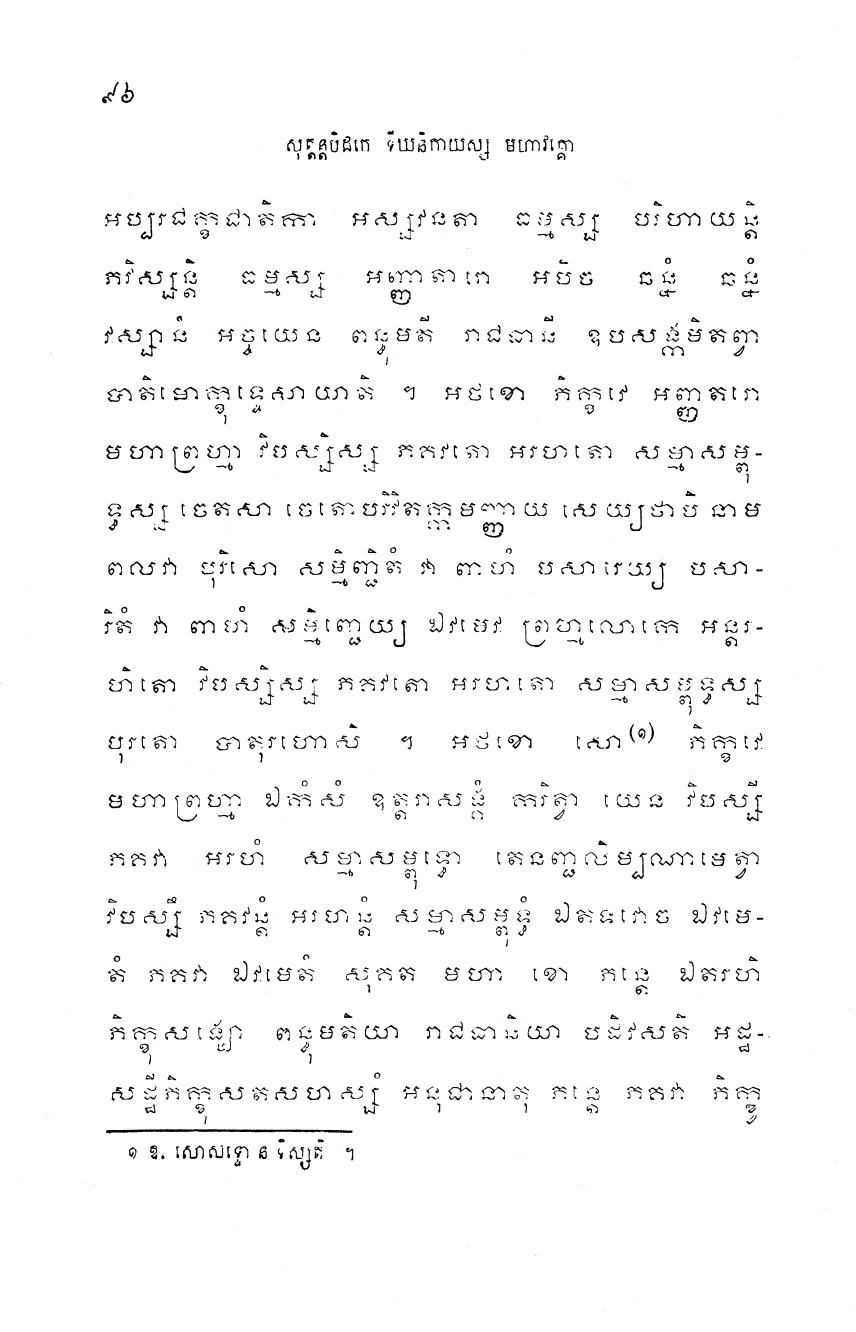 ៩៦
សុត្តន្តបិដកេ ទីឃនិកាយស្ស មហាវគ្គោ
អប្បរជក្ខជាតិកា អស្សវនតា ធម្មស្ស បរិហាយន្តិ
ភវិស្សន្តិ ធម្មស្ស អញ្ញាតារោ អបិច ឆន្នំ ឆន្នំ
វស្សានំ អច្ចយេន ពន្ធុមតី រាជធានី ឧបសង្កមិតព្វា
បាតិមោក្ខុទ្ទេសាយាតិ ។ អថខោ ភិក្ខវេ អញ្ញតរោ
មហាព្រហ្មា វិបស្សិស្ស ភគវតោ អរហតោ សម្មាសម្ពុ-
ទ្ធស្ស ចេតសា ចេតោបរិវិតក្កមញ្ញាយ សេយ្យថាបិ នាម
ពលវា បុរិសោ សម្មិញ្ជិតំ វា ពាហំ បសារេយ្យ បសា-
រិតំ វា ពាហំ សម្មិញ្ជេយ្យ ឯវមេវ ព្រហ្មលោកេ អន្តរ-
ហិតោ វិបស្សិស្ស ភគវតោ អរហតោ សម្មាសម្ពុទ្ធស្ស
បុរតោ បាតុរហោសិ ។ អថខោ សោ(១) ភិក្ខវេ
មហាព្រហ្មា ឯកំសំ ឧត្តរាសង្គំ ករិត្វា យេន វិបស្សី
ភគវា អរហំ សម្មាសម្ពុទ្ធោ តេនញ្ជលិម្បណាមេត្វា
វិបស្សឹ ភគវន្តំ អរហន្តំ សម្មាសម្ពុទ្ធំ ឯតទវោច ឯវមេ-
តំ ភគវា ឯវមេតំ សុគត មហា ខោ ភន្តេ ឯតរហិ
ភិក្ខុសង្ឃោ ពន្ធុមតិយា រាជធានិយា បដិវសតិ អដ្ឋ-
សដ្ឋីភិក្ខុសតសហស្សំ អនុជានាតុ ភន្តេ ភគវា ភិក្ខូ
១ ឱ. សោសទ្ទោ ន ទិស្សតិ ។